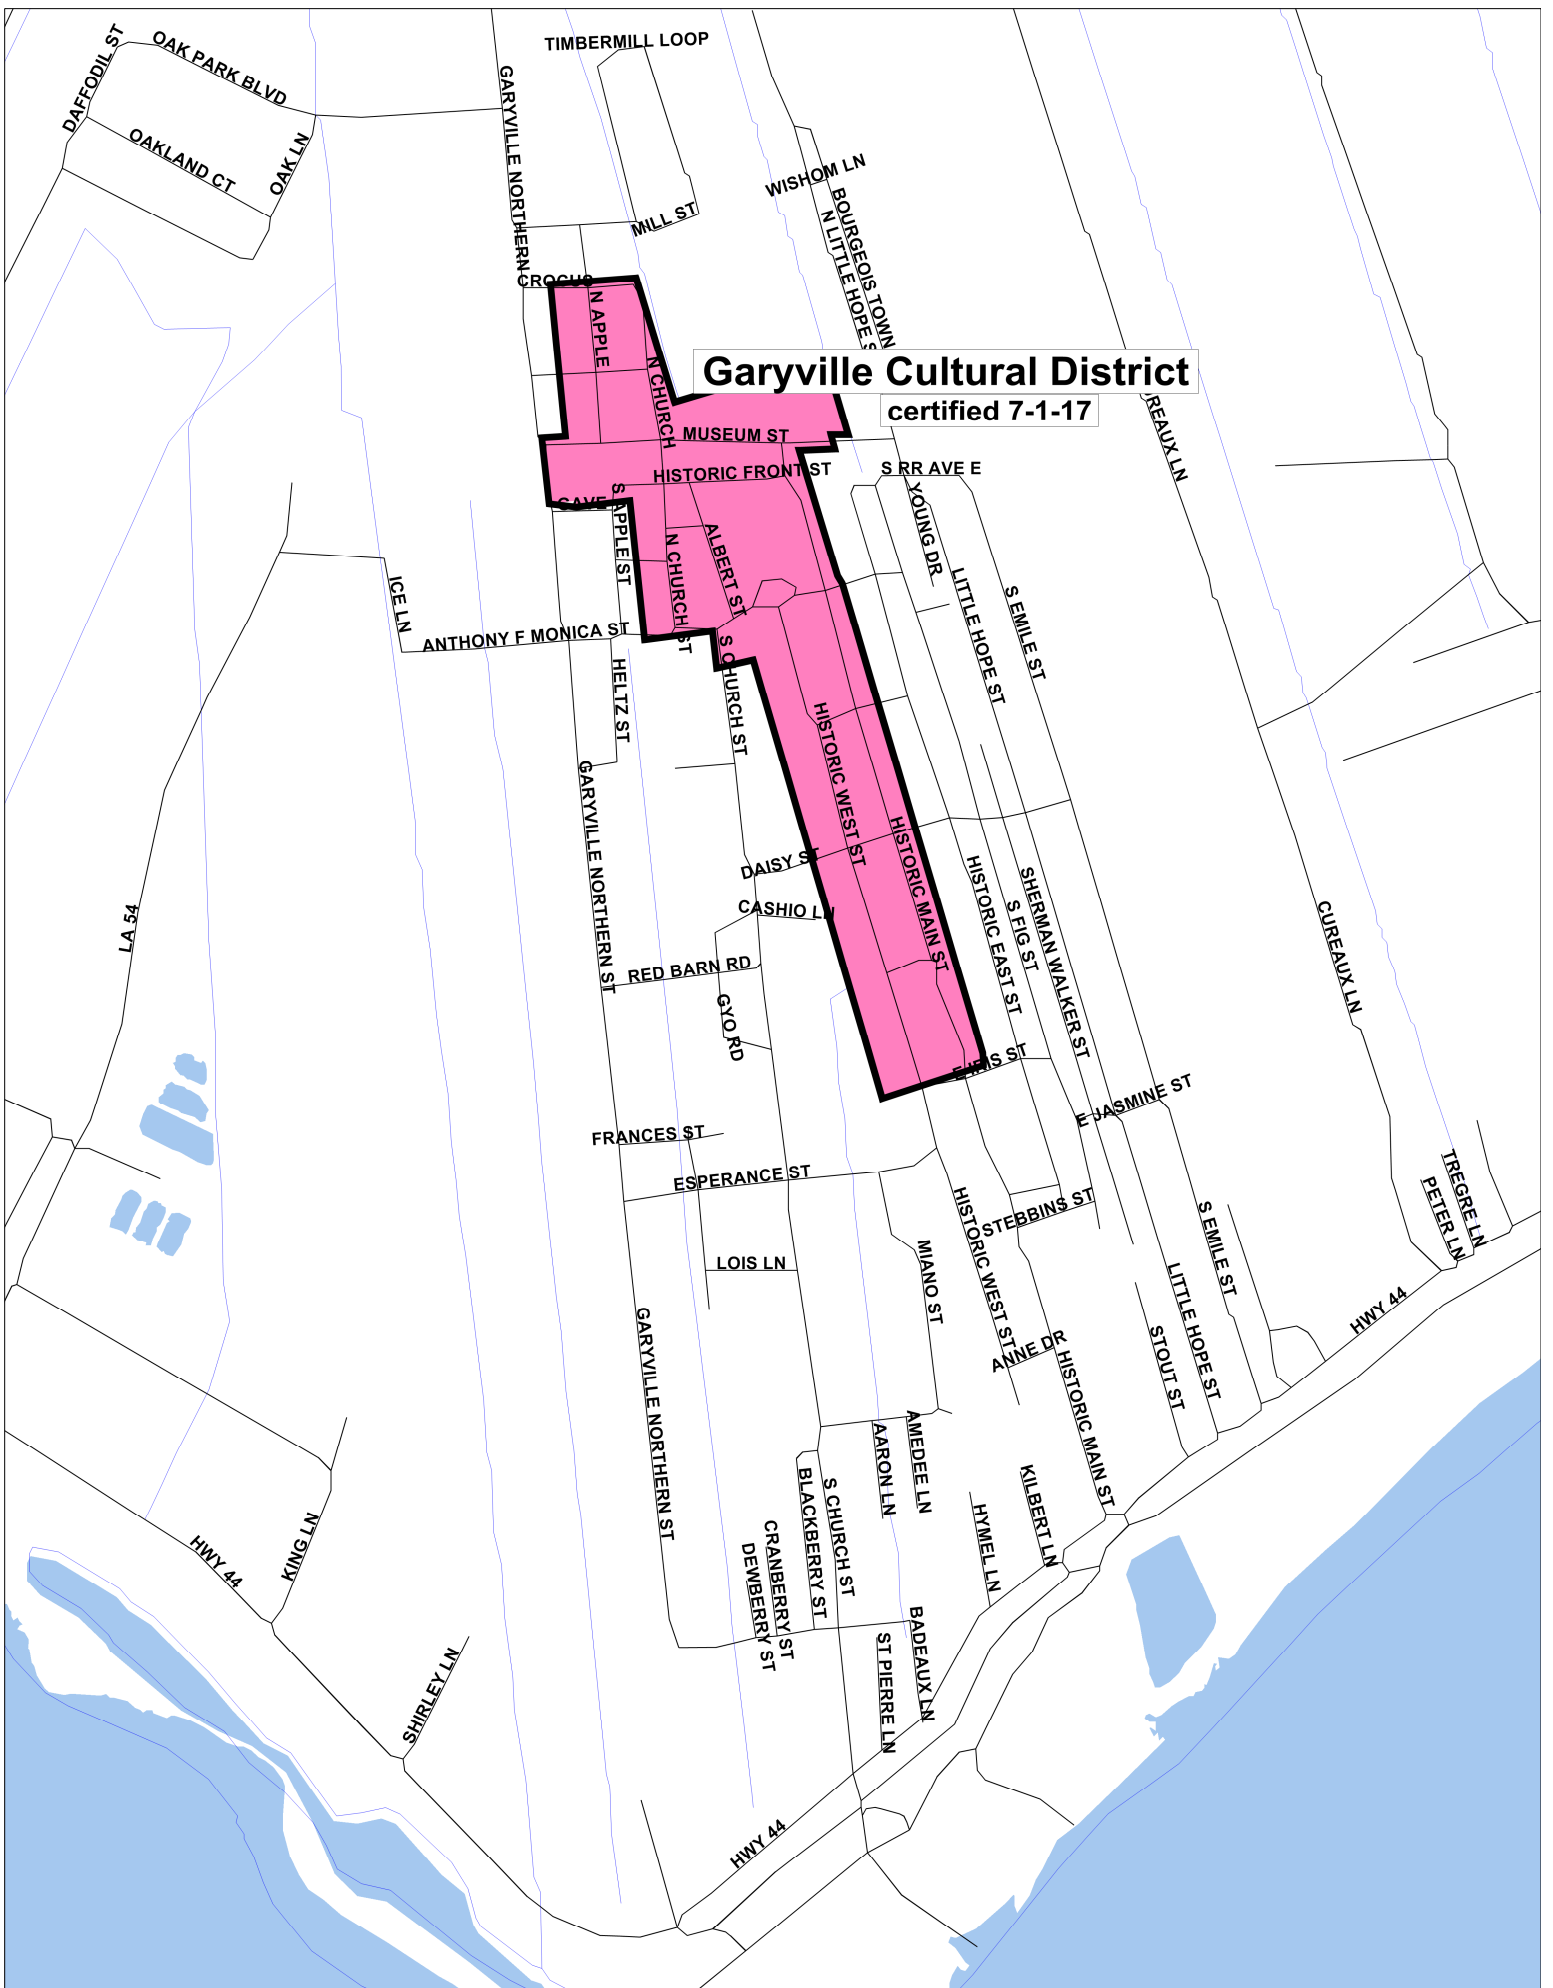 TIMBERMILL LOOP
DAFFODIL ST
OAK PARK BLVD
OAKLAND CT
OAK LN
GARYVILLE NORTHERN
WISHOM LN
BOURGEOIS TOWN
N LITTLE HOPE S
MILL ST
CROCUS
N APPLE
N CHURCH
Garyville Cultural District
certified 7-1-17
MUSEUM ST
HISTORIC FRONT ST
S RR AVE E
UREAUX LN
CAVE
S APPLE ST
N CHURCH ST
ALBERT ST
YOUNG DR
LITTLE HOPE ST
S EMILE ST
ICE LN
ANTHONY F MONICA ST
HELTZ ST
S CHURCH ST
HISTORIC WEST ST
HISTORIC MAIN ST
GARYVILLE NORTHERN ST
DAISY ST
CASHIO LN
RED BARN RD
GYO RD
HISTORIC EAST ST
S FIG ST
SHERMAN WALKER ST
LA 54
CUREAUX LN
E IRIS ST
E JASMINE ST
FRANCES ST
ESPERANCE ST
STEBBINS ST
HISTORIC WEST ST
S EMILE ST
TREGRE LN
PETER LN
LOIS LN
MIANO ST
LITTLE HOPE ST
STOUT ST
HWY 44
ANNE DR
HISTORIC MAIN ST
GARYVILLE NORTHERN ST
AMEDEE LN
AARON LN
KILBERT LN
HYMEL LN
S CHURCH ST
BLACKBERRY ST
CRANBERRY ST
DEWBERRY ST
KING LN
HWY 44
BADEAUX LN
ST PIERRE LN
SHIRLEY LN
HWY 44